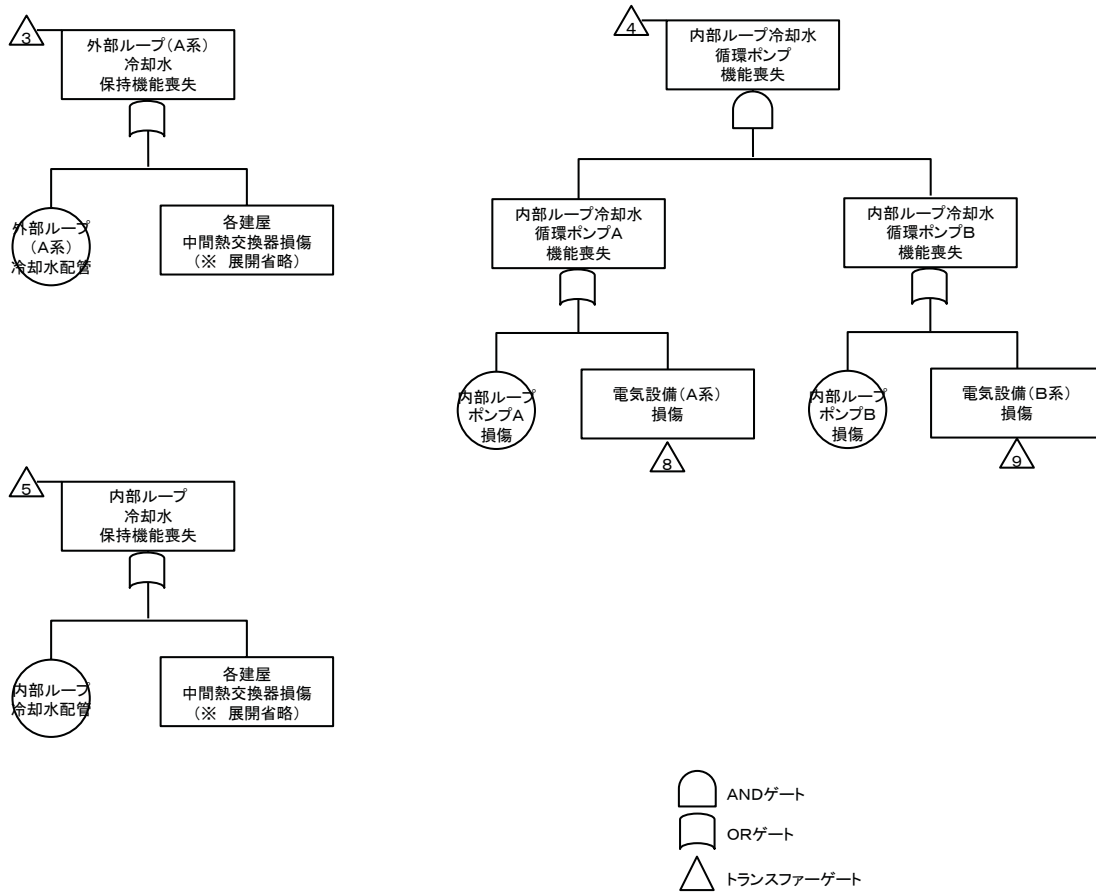 3
外部ループ(A系)
冷却水
保持機能喪失
外部ループ
(A系)
冷却水配管
各建屋
中間熱交換器損傷
(※ 展開省略)
4
内部ループ冷却水
循環ポンプ
機能喪失
内部ループ冷却水
循環ポンプA
機能喪失
内部ループ冷却水
循環ポンプB
機能喪失
内部ループ
ポンプA
損傷
電気設備(A系)
損傷
8
内部ループ
ポンプB
損傷
電気設備(B系)
損傷
9
5
内部ループ
冷却水
保持機能喪失
内部ループ
冷却水配管
各建屋
中間熱交換器損傷
(※ 展開省略)
ANDゲート
ORゲート
トランスファーゲート